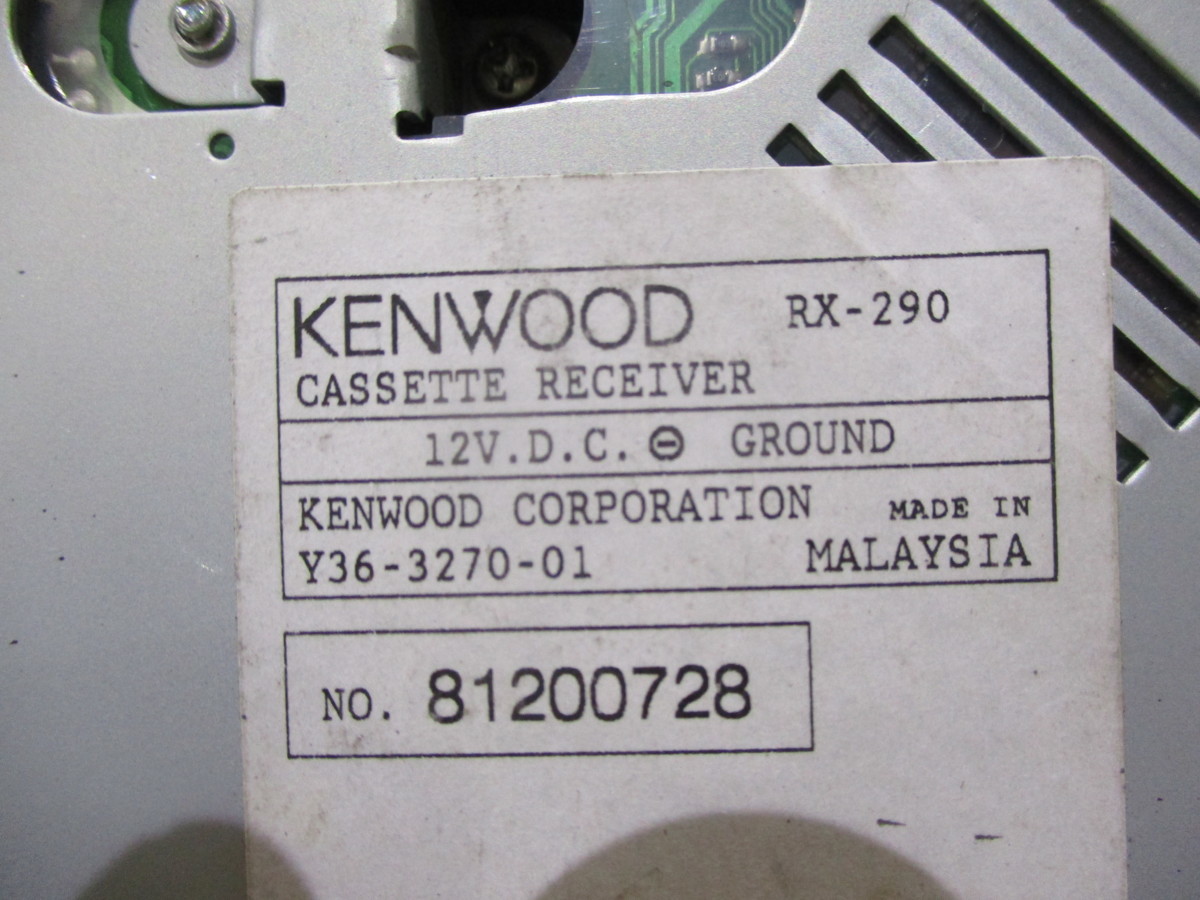 KENWOOD RX-290
CASSETTE RECEIVER
12V.D.C. ⊖ GROUND
KENWOOD CORPORATION MADE IN
Y36-3270-01 MALAYSIA
NO. 81200728